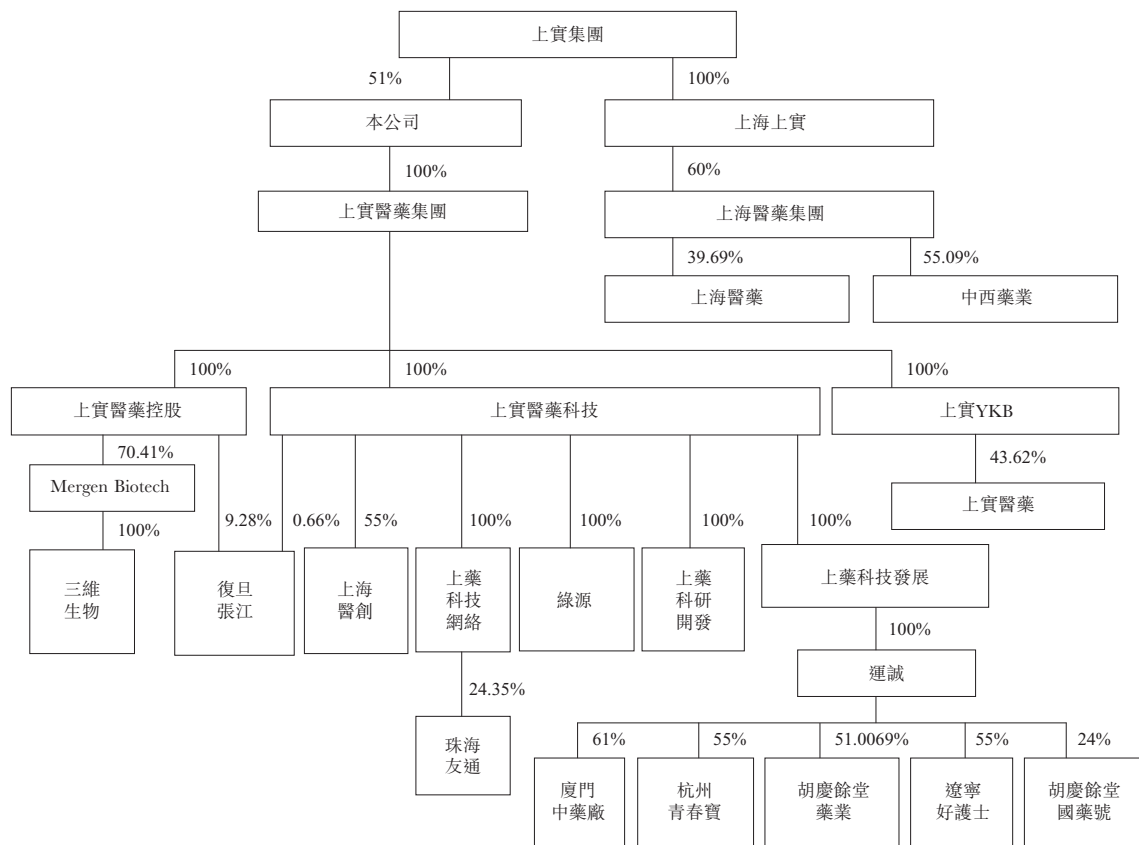 上實集團
51%
100%
本公司
上海上實
100%
60%
上實醫藥集團
上海醫藥集團
39.69%
55.09%
上海醫藥
中西藥業
100%
100%
100%
上實醫藥控股
上實醫藥科技
上實YKB
70.41%
43.62%
Mergen Biotech
上實醫藥
100%
9.28%
0.66%
55%
100%
100%
100%
100%
三維
生物
復旦
張江
上海
醫創
上藥
科技
網絡
綠源
上藥
科研
開發
上藥科技發展
100%
運誠
24.35%
珠海
友通
61%
55%
51.0069%
55%
24%
廈門
中藥廠
杭州
青春寶
胡慶餘堂
藥業
遼寧
好護士
胡慶餘堂
國藥號